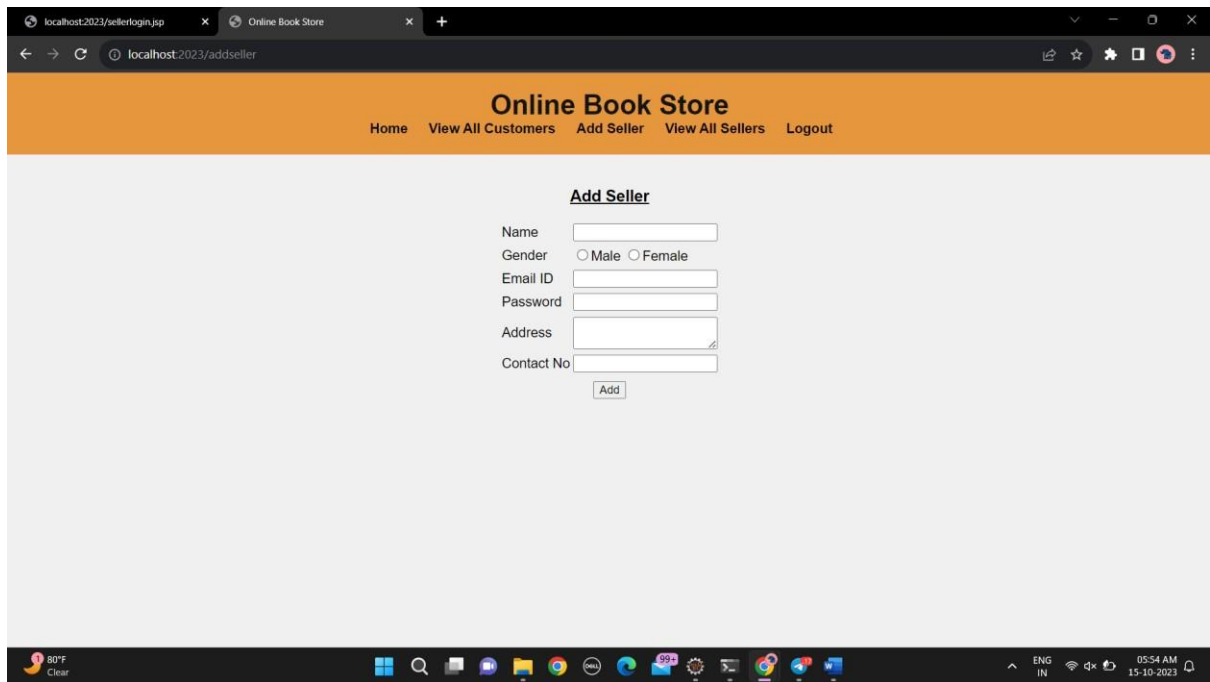 localhost:2023/sellerlogin.jsp Online Book Store
localhost:2023/addseller
Online Book Store
Home View All Customers Add Seller View All Sellers Logout
Add Seller
Name
Gender Male Female
Email ID
Password
Address
Contact No
Add
1 80°F
Clear
DELL
99+
W
ENG
IN
05:54 AM
15-10-2023